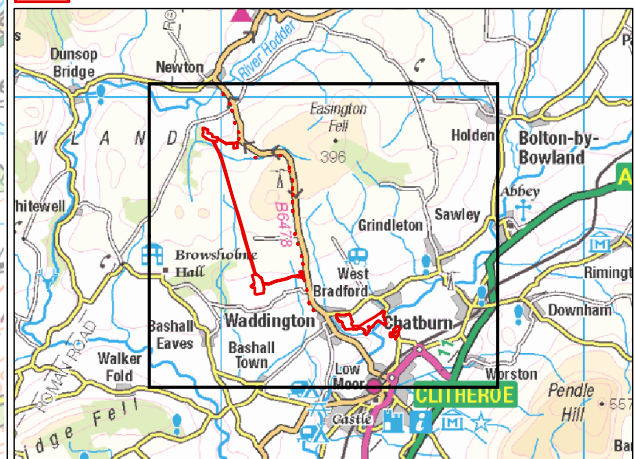 Dunsop
Bridge
Newton
River Hodder
Easington
Fell
396
Holden
Bolton-by-
Bowland
W L A N D
Abbey
hitewell
B6478
Grindleton
Sawley
A
Browsholme
Hall
West
Bradford
Rimingt
Downham
Waddington
Chatburn
Bashall
Eaves
Bashall
Town
ROMAN ROAD
Walker
Fold
Low
Moor
Worston
Pendle
Hill
557
CLITHEROE
Castle
idge Fell
Bar